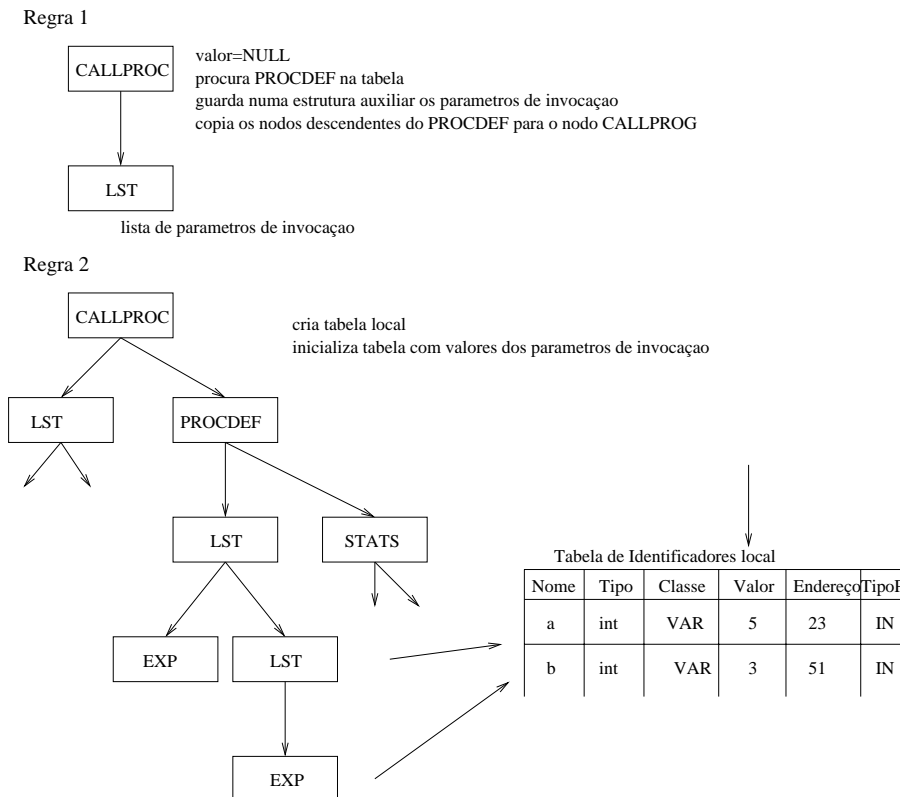 Regra 1
CALLPROC
valor=NULL
procura PROCDEF na tabela
guarda numa estrutura auxiliar os parametros de invocaçao
copia os nodos descendentes do PROCDEF para o nodo CALLPROG
LST
lista de parametros de invocaçao
Regra 2
CALLPROC
cria tabela local
inicializa tabela com valores dos parametros de invocaçao
LST
PROCDEF
LST
STATS
Tabela de Identificadores local
Nome Tipo Classe Valor Endereço TipoP
a int VAR 5 23 IN
b int VAR 3 51 IN
EXP
LST
EXP